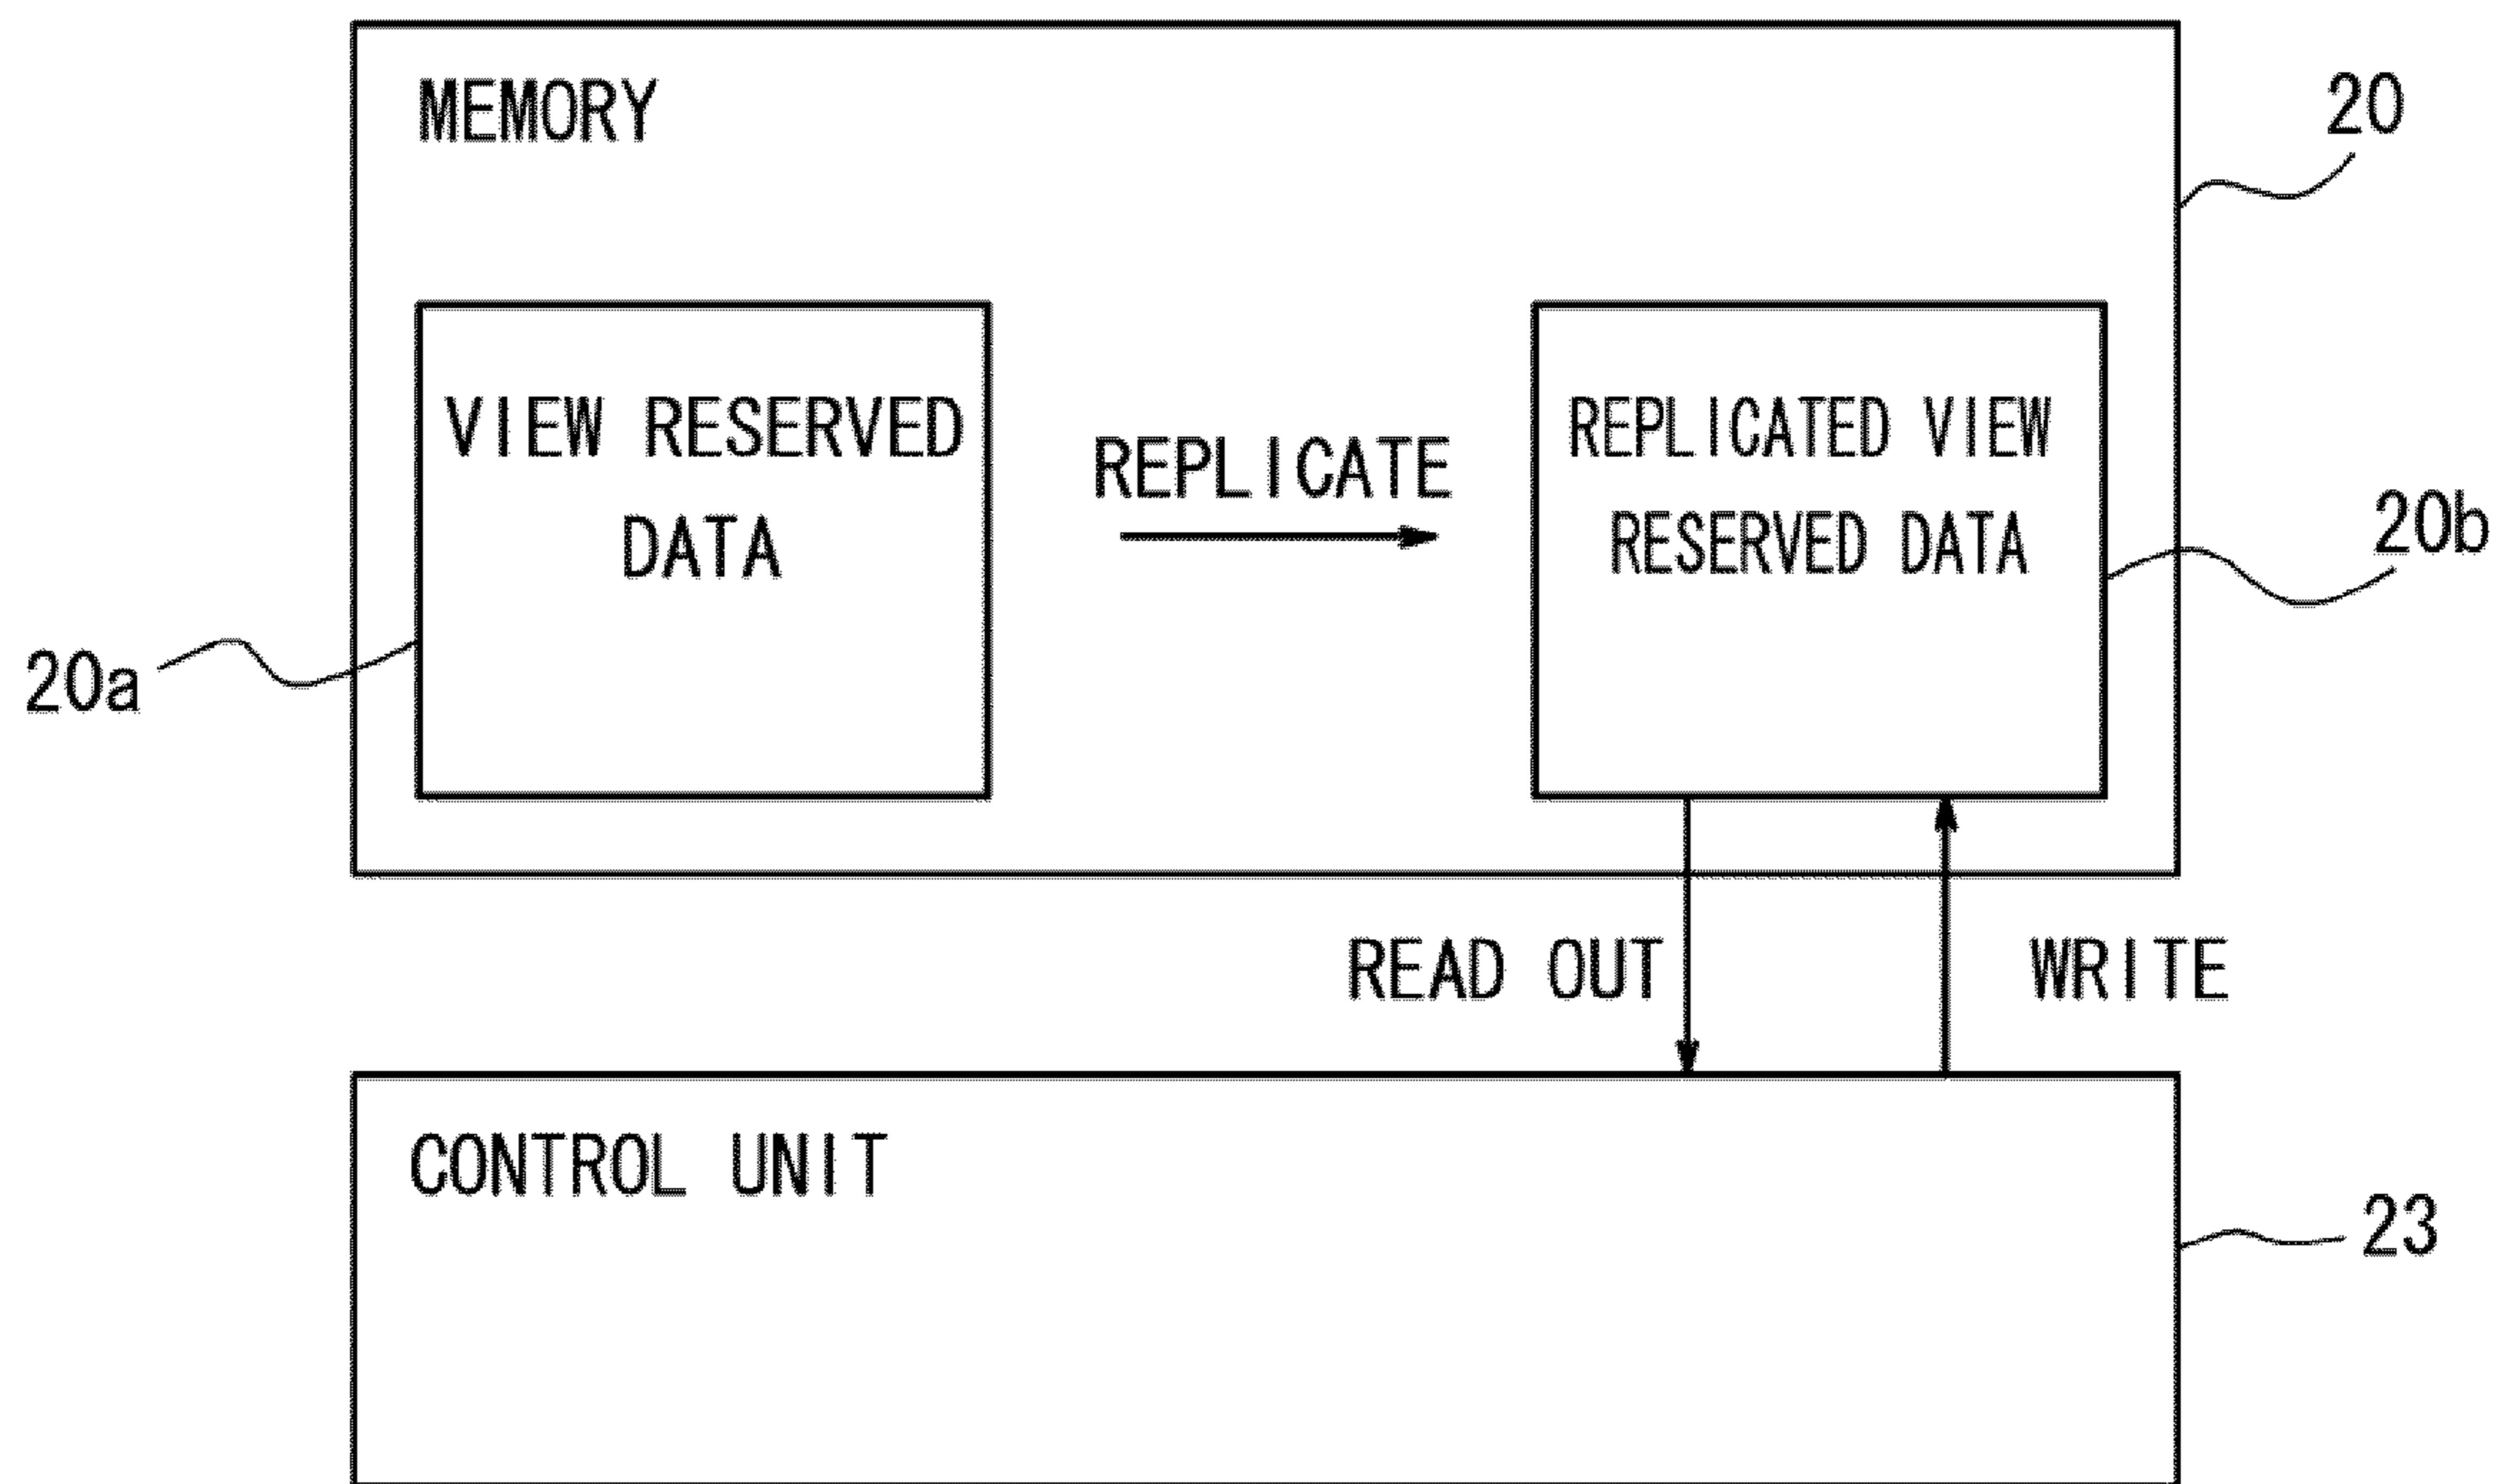 MEMORY
20
VIEW RESERVED
DATA
REPLICATE
REPLICATED VIEW
RESERVED DATA
20b
20a
READ OUT
WRITE
CONTROL UNIT
23